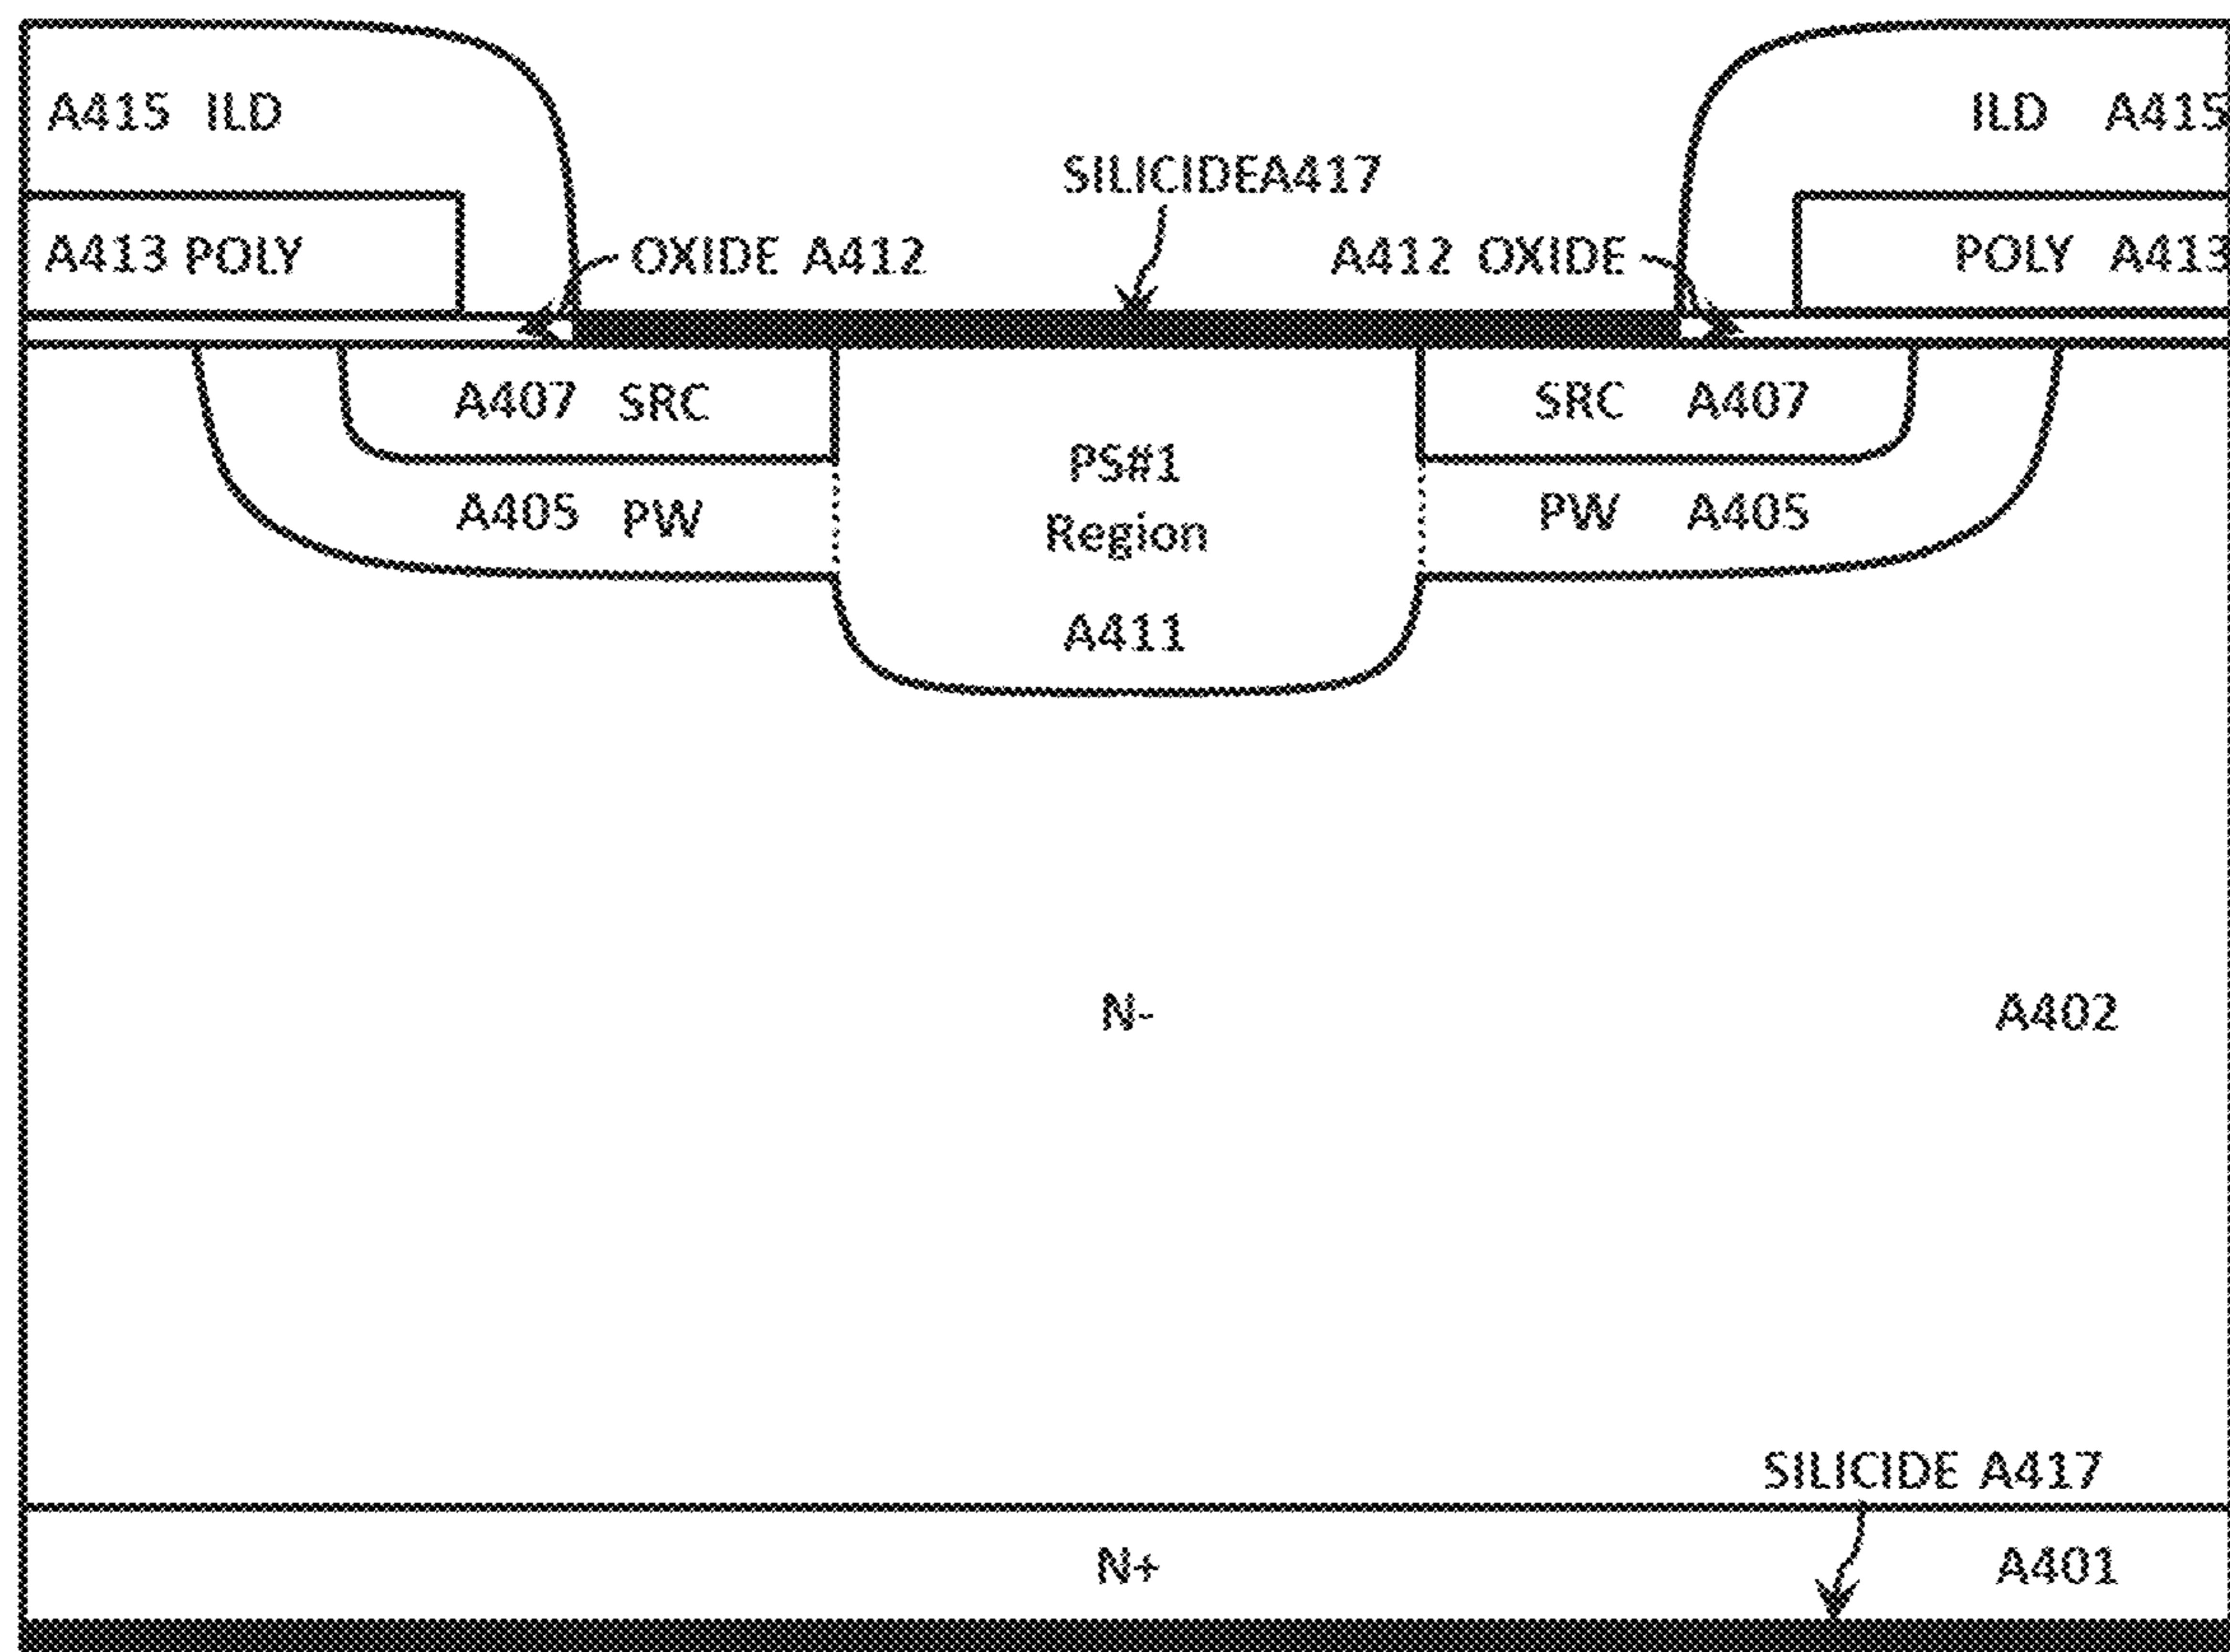 A415 ILD
ILD A415
SILICIDEA417
A413 POLY
OXIDE A412
A412 OXIDE
POLY A413
A407 SRC
SRC A407
PS#1
Region
A411
A405 PW
PW A405
N-
A402
SILICIDE A417
N+
A401